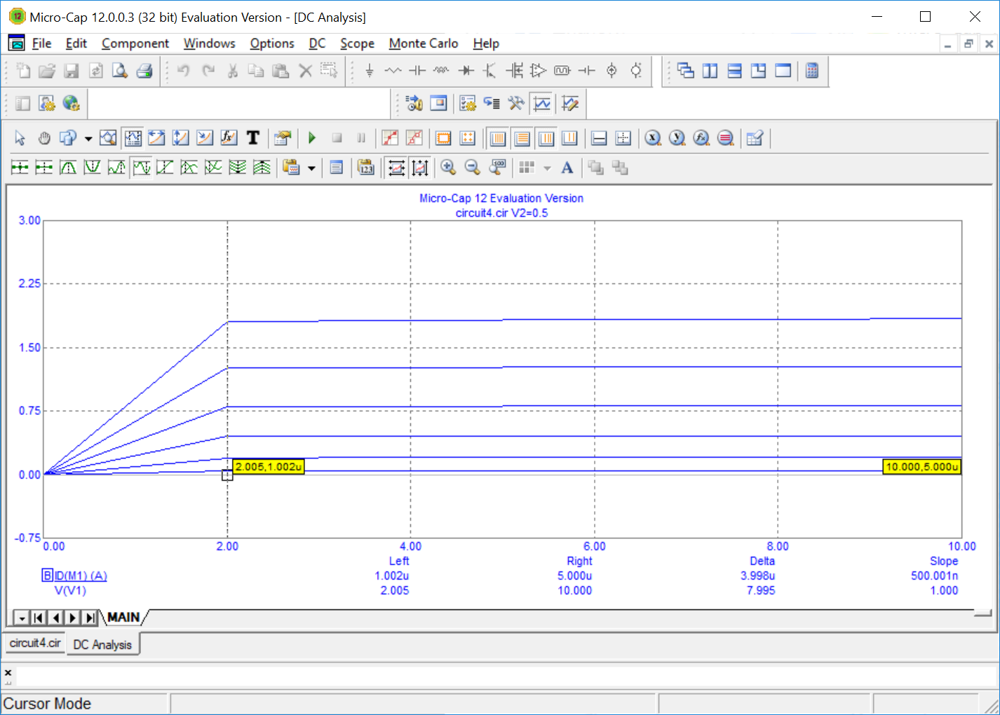 Micro-Cap 12.0.0.3 (32 bit) Evaluation Version - [DC Analysis]
File Edit Component Windows Options DC Scope Monte Carlo Help
Micro-Cap 12 Evaluation Version
circuit4.cir V2=0.5
3.00
2.25
1.50
0.75
0.00
-0.75
2.005,1.002u
10.000,5.000u
0.00 2.00 4.00 6.00 8.00 10.00
Left Right Delta Slope
B ID(M1) (A) 1.002u 5.000u 3.998u 500.001n
V(V1) 2.005 10.000 7.995 1.000
MAIN
circuit4.cir DC Analysis
Cursor Mode